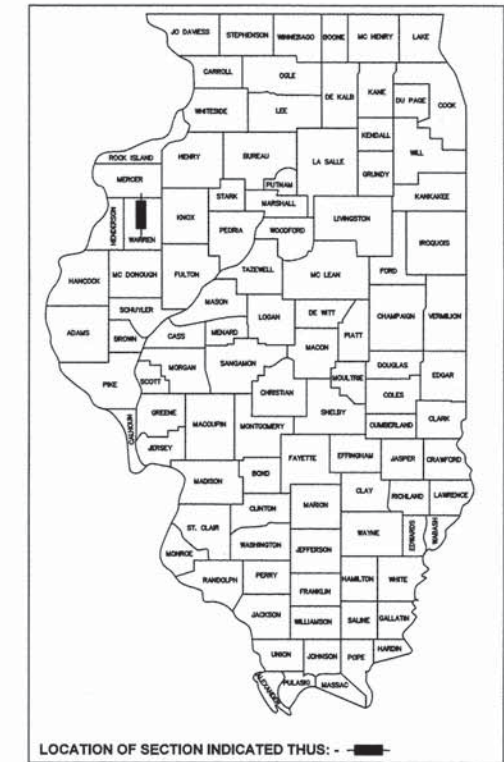 JO DAVIESS STEPHENSON WINNEBAGO BOONE MC HENRY LAKE
CARROLL OGLE DE KALB KANE DU PAGE COOK
WHITESIDE LEE KENDALL WILL
ROCK ISLAND HENRY BUREAU LA SALLE GRUNDY
MERCER PUTNAM KANKAKEE
HENDERSON WARREN KNOX STARK MARSHALL LIVINGSTON
PEORIA WOODFORD IROQUOIS
HANCOCK MC DONOUGH FULTON TAZEWELL MC LEAN FORD
SCHUYLER MASON LOGAN DE WITT CHAMPAIGN VERMILION
ADAMS BROWN CASS MENARD MACON PIATT
PIKE SCOTT MORGAN SANGAMON MOULTRIE DOUGLAS EDGAR
CHRISTIAN COLES
CALHOUN GREENE MACOUPIN MONTGOMERY SHELBY CUMBERLAND CLARK
JERSEY FAYETTE EFFINGHAM JASPER CRAWFORD
MADISON BOND CLAY RICHLAND LAWRENCE
CLINTON MARION
ST. CLAIR WAYNE EDWARDS WABASH
MONROE WASHINGTON JEFFERSON
RANDOLPH PERRY FRANKLIN HAMILTON WHITE
JACKSON WILLIAMSON SALINE GALLATIN
UNION JOHNSON POPE HARDIN
ALEXANDER PULASKI MASSAC
LOCATION OF SECTION INDICATED THUS: -